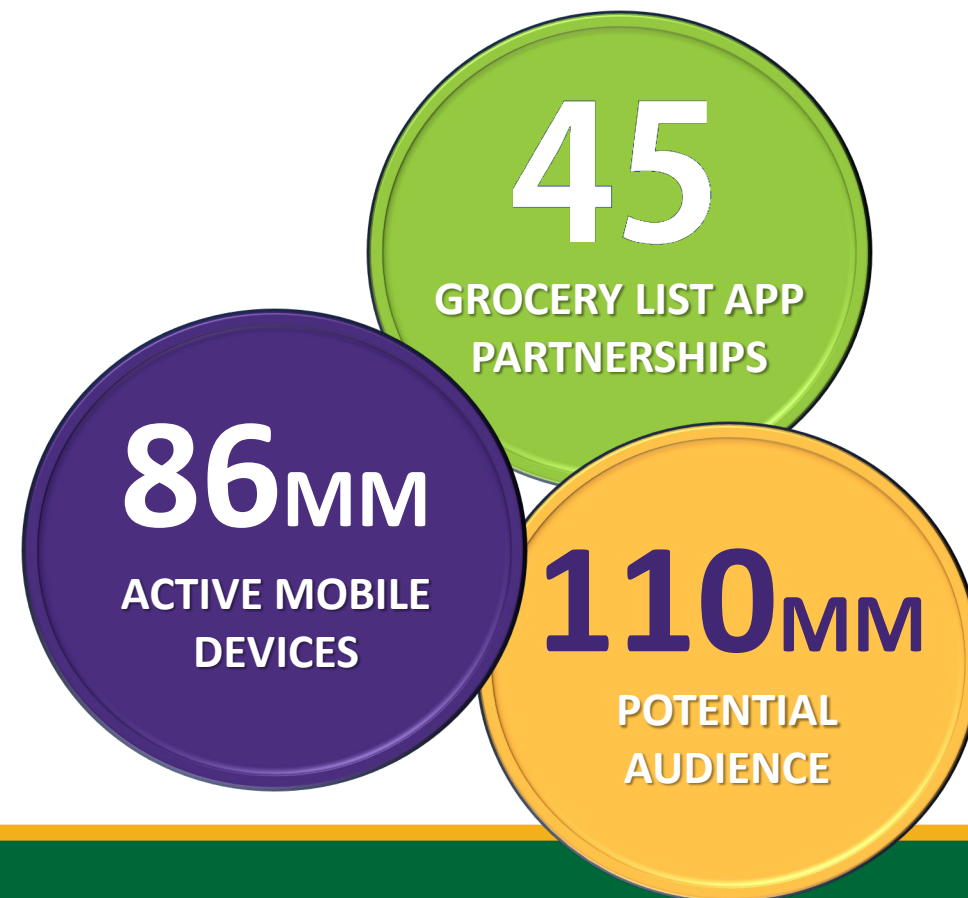 45
GROCERY LIST APP
PARTNERSHIPS
86MM
ACTIVE MOBILE
DEVICES
110MM
POTENTIAL
AUDIENCE